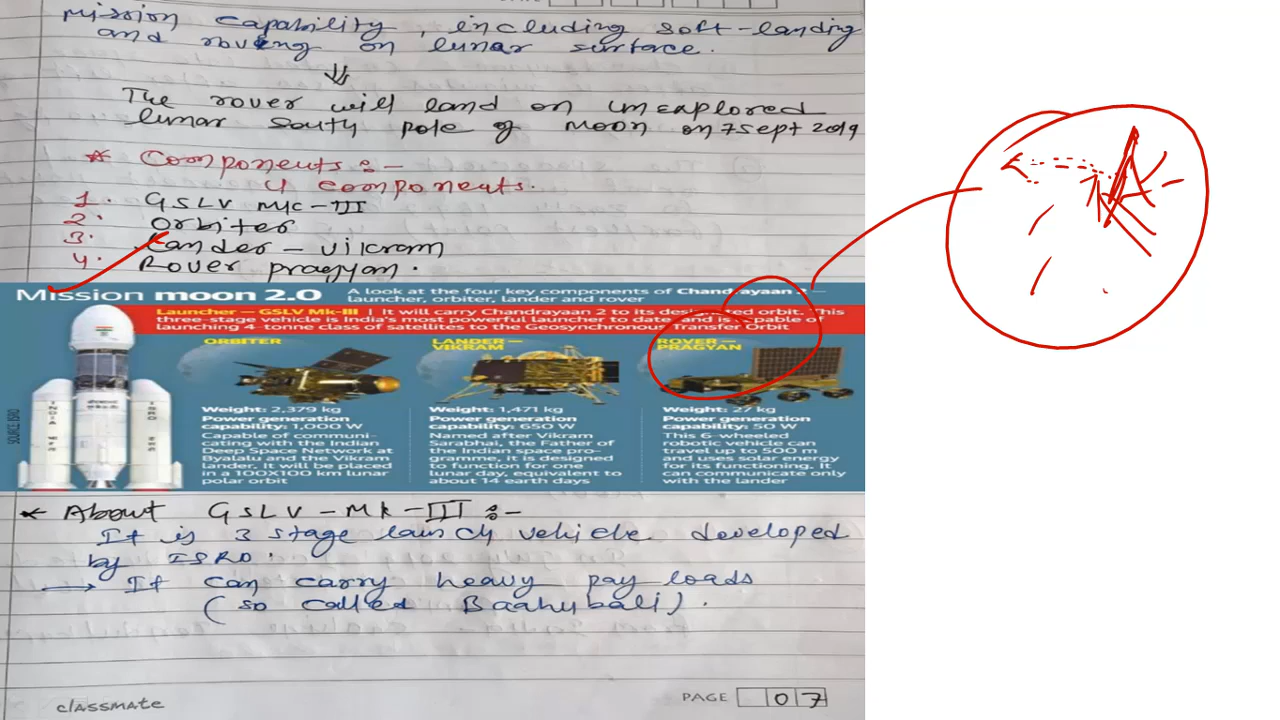 Mission capability, including soft-landing
and roving on lunar surface.
The rover will land on unexplored
lunar south pole of moon on 7 sept 2019
* Components :-
4 components.
1. GSLV MK-III
2. Orbiter
3. Lander - Vikram
4. Rover pragyan.
Mission moon 2.0
A look at the four key components of Chandrayaan 2 —
launcher, orbiter, lander and rover
Launcher — GSLV Mk-III | It will carry Chandrayaan 2 to its designated orbit. This
three-stage vehicle is India's most powerful launcher to date and is capable of
launching 4-tonne class of satellites to the Geosynchronous Transfer Orbit
ORBITER
Weight: 2,379 kg
Power generation
capability: 1,000 W
Capable of communi-
cating with the Indian
Deep Space Network at
Byalalu and the Vikram
lander. It will be placed
in a 100X100 km lunar
polar orbit
LANDER —
VIKRAM
Weight: 1,471 kg
Power generation
capability: 650 W
Named after Vikram
Sarabhai, the Father of
the Indian space pro-
gramme, it is designed
to function for one
lunar day, equivalent to
about 14 earth days
ROVER —
PRAGYAN
Weight: 27 kg
Power generation
capability: 50 W
This 6-wheeled
robotic vehicle can
travel up to 500 m
and uses solar energy
for its functioning. It
can communicate only
with the lander
SOURCE: ISRO
* About GSLV-MK-III :-
It is 3 stage launch vehicle developed
by ISRO.
→ It can carry heavy pay loads
(so called Baahubali).
classmate
PAGE 07